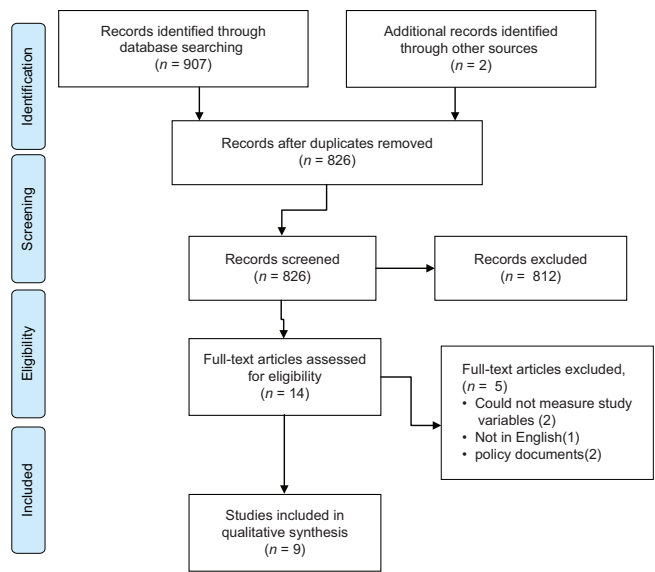 Identification
Records identified through
database searching
(n = 907)
Additional records identified
through other sources
(n = 2)
Records after duplicates removed
(n = 826)
Screening
Records screened
(n = 826)
Records excluded
(n = 812)
Eligibility
Full-text articles assessed
for eligibility
(n = 14)
Full-text articles excluded,
(n = 5)
• Could not measure study
variables (2)
• Not in English(1)
• policy documents(2)
Included
Studies included in
qualitative synthesis
(n = 9)